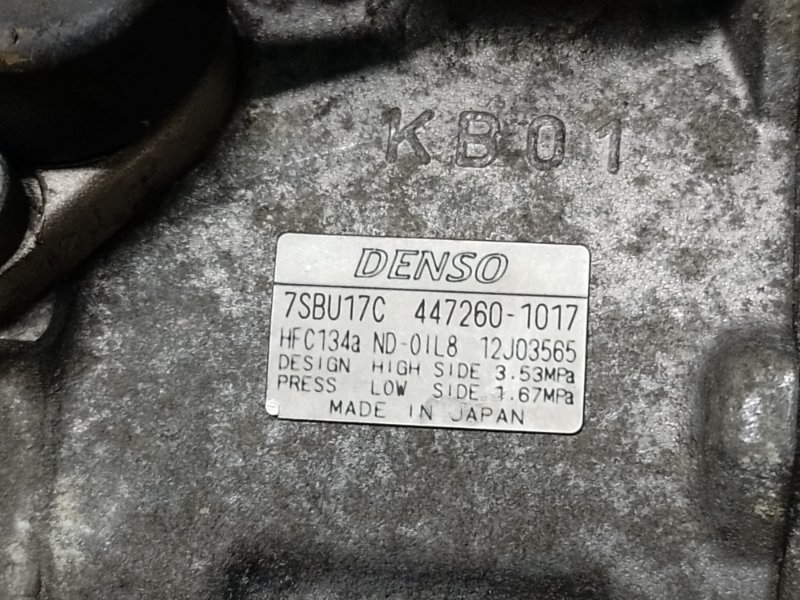 KB01
DENSO
7SBU17C 447260-1017
HFC134a ND-OIL8 12J03565
DESIGN HIGH SIDE 3.53MPa
PRESS LOW SIDE 1.67MPa
MADE IN JAPAN